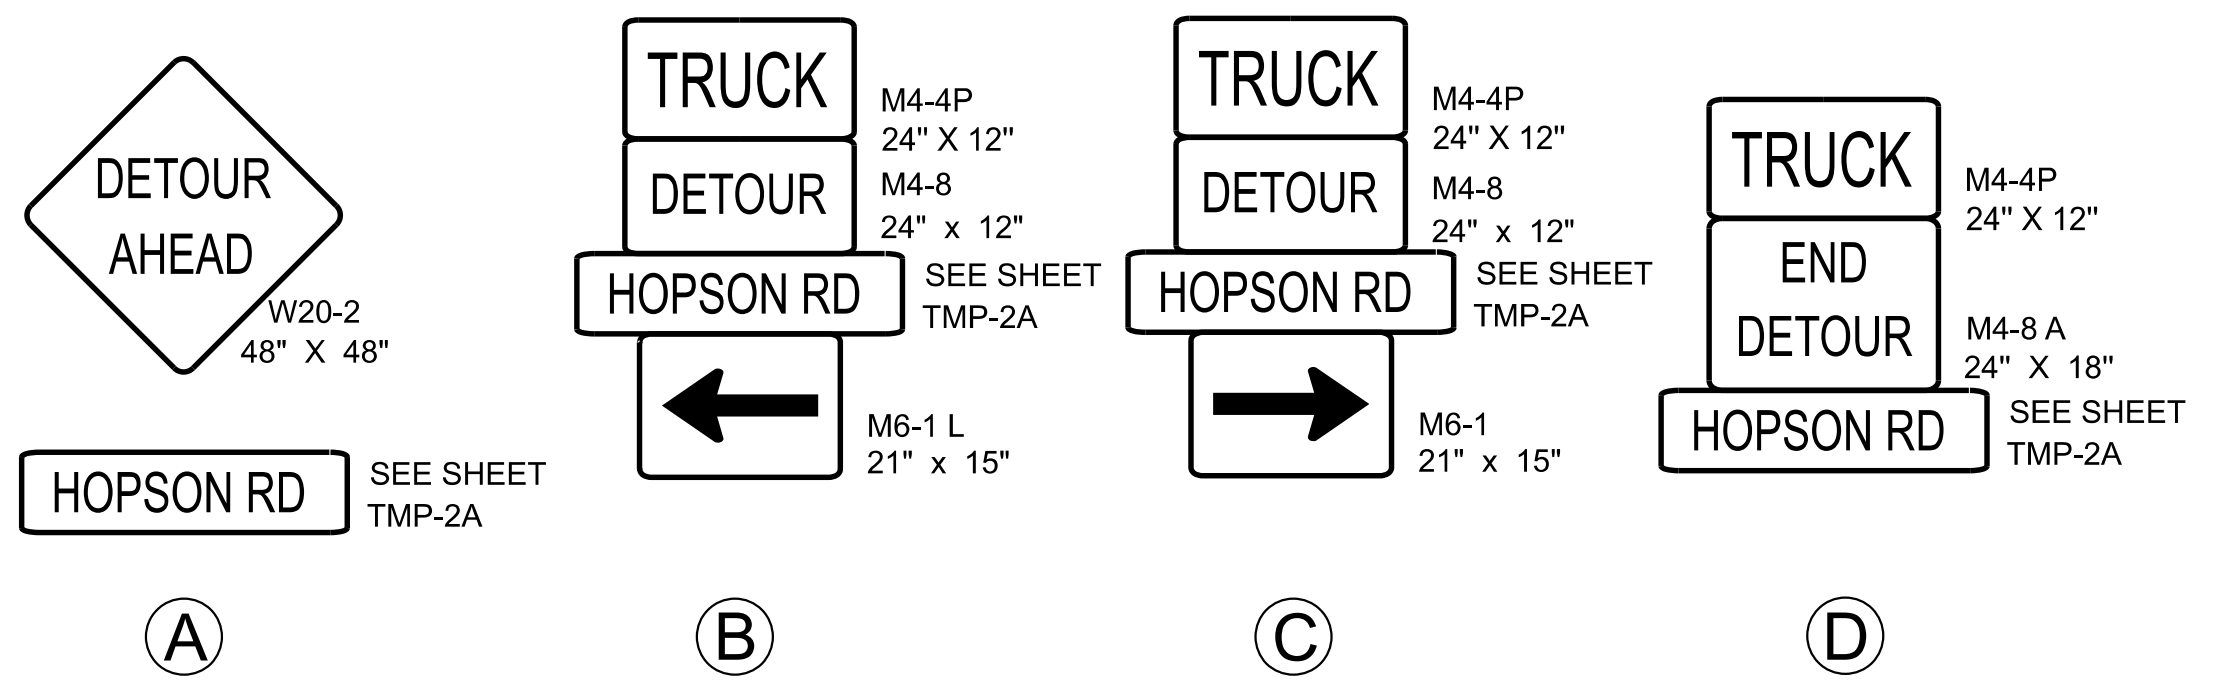 DETOUR
AHEAD
W20-2
48" X 48"
HOPSON RD
SEE SHEET
TMP-2A
A
TRUCK
M4-4P
24" X 12"
DETOUR
M4-8
24" x 12"
HOPSON RD
SEE SHEET
TMP-2A
M6-1 L
21" x 15"
B
TRUCK
M4-4P
24" X 12"
DETOUR
M4-8
24" x 12"
HOPSON RD
SEE SHEET
TMP-2A
M6-1
21" x 15"
C
TRUCK
M4-4P
24" X 12"
END
DETOUR
M4-8 A
24" X 18"
HOPSON RD
SEE SHEET
TMP-2A
D